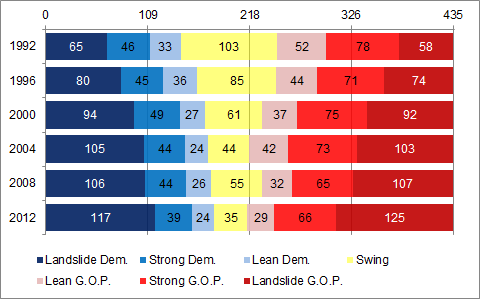 0 109 218 326 435
1992 65 46 33 103 52 78 58
1996 80 45 36 85 44 71 74
2000 94 49 27 61 37 75 92
2004 105 44 24 44 42 73 103
2008 106 44 26 55 32 65 107
2012 117 39 24 35 29 66 125
Landslide Dem. Strong Dem. Lean Dem. Swing
Lean G.O.P. Strong G.O.P. Landslide G.O.P.